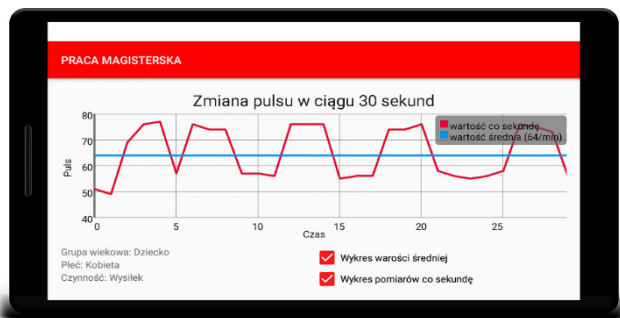 PRACA MAGISTERSKA
Zmiana pulsu w ciągu 30 sekund
80
70
60
50
40
Puls
0 5 10 15 20 25
Czas
wartość co sekundę
wartość średnia (64/min)
Grupa wiekowa: Dziecko
Płeć: Kobieta
Czynność: Wysiłek
Wykres warości średniej
Wykres pomiarów co sekundę